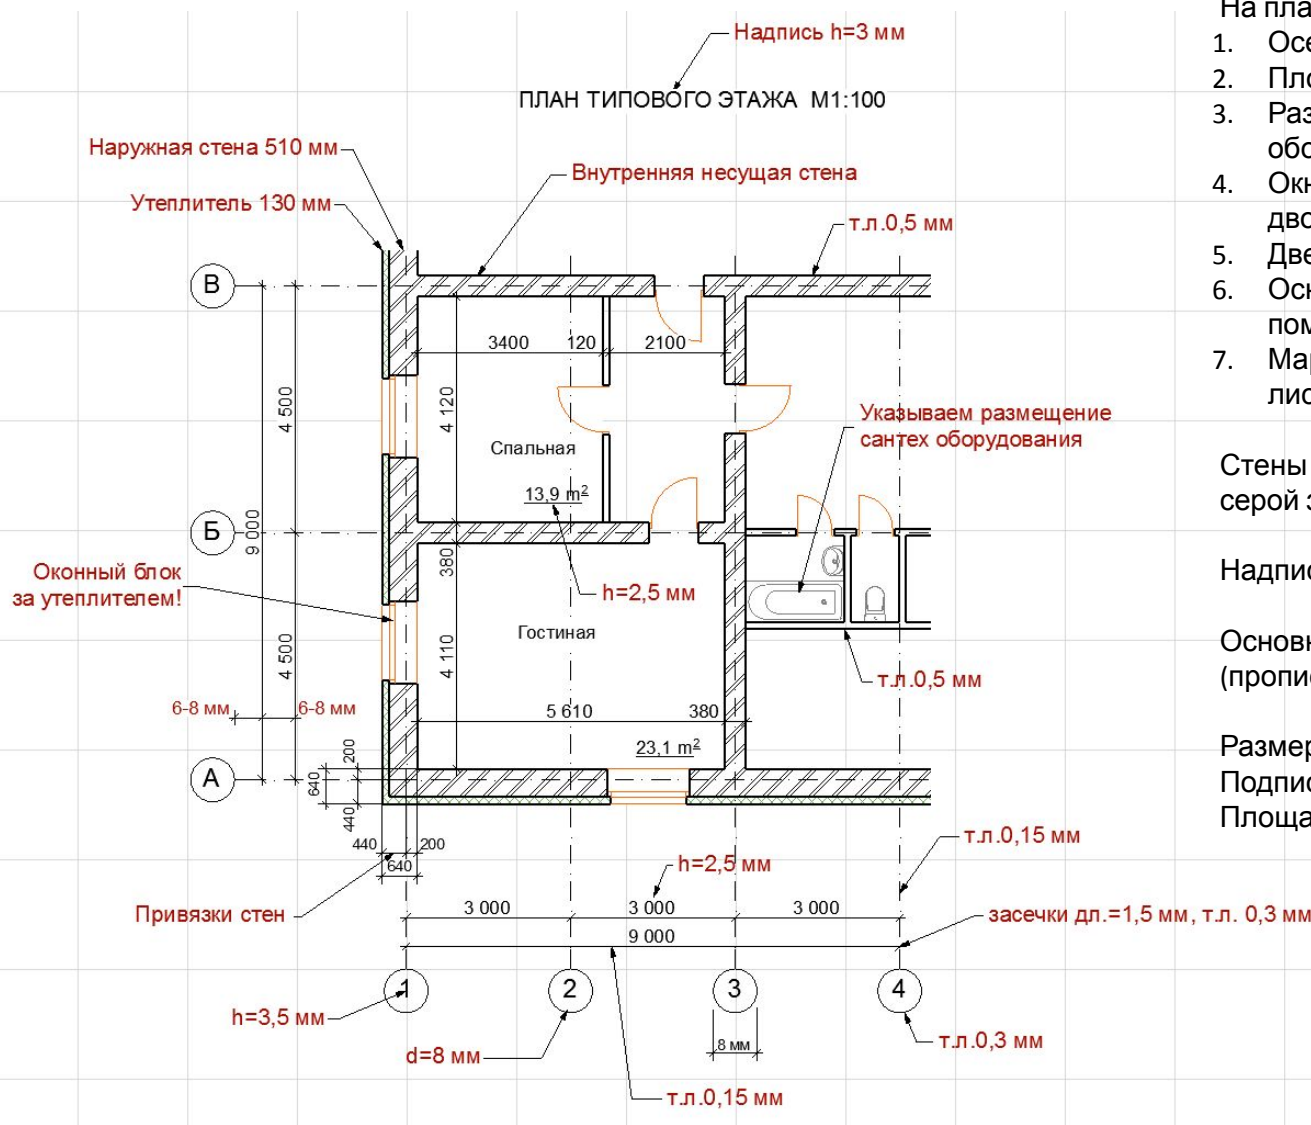 Надпись h=3 мм
ПЛАН ТИПОВОГО ЭТАЖА М1:100
Наружная стена 510 мм
Внутренняя несущая стена
Утеплитель 130 мм
т.л.0,5 мм
В
3400
120
2100
4 500
4 120
Указываем размещение
сантех оборудования
Спальная
13,9 m²
Б
9 000
380
Оконный блок
за утеплителем!
h=2,5 мм
Гостиная
4 500
4 110
т.л.0,5 мм
6-8 мм
6-8 мм
5 610
380
23,1 m²
200
А
640
440
440
200
640
т.л.0,15 мм
h=2,5 мм
Привязки стен
3 000
3 000
3 000
засечки дл.=1,5 мм, т.л. 0,3 мм
9 000
1
2
3
4
h=3,5 мм
d=8 мм
8 мм
т.л.0,3 мм
т.л.0,15 мм
На пла
1. Осе
2. Пло
3. Раз
обо
4. Окн
дво
5. Две
6. Осн
пом
7. Мар
лис
Стены
серой з
Надпис
Основн
(пропис
Размер
Подпис
Площа